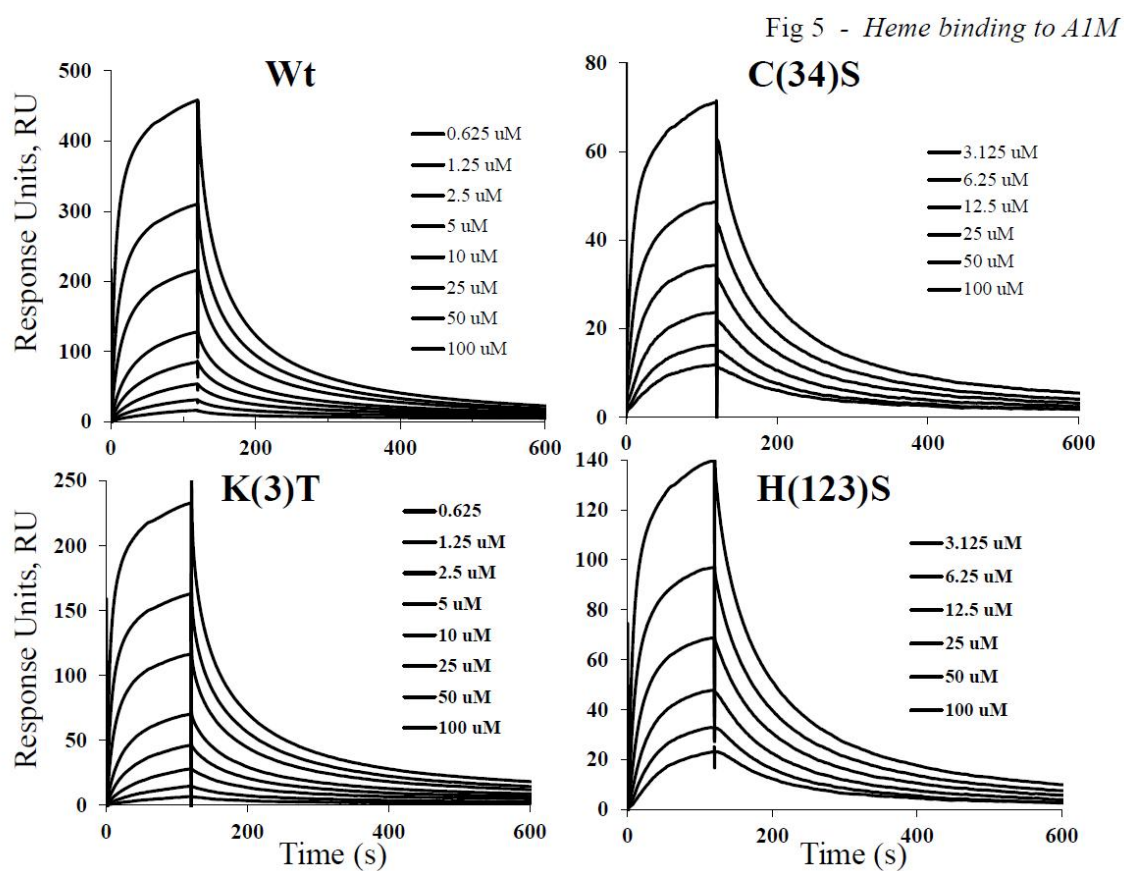 Fig 5 - Heme binding to A1M
Wt
Response Units, RU
500
400
300
200
100
0
0.625 uM
1.25 uM
2.5 uM
5 uM
10 uM
25 uM
50 uM
100 uM
0 200 400 600
C(34)S
80
60
40
20
0
3.125 uM
6.25 uM
12.5 uM
25 uM
50 uM
100 uM
0 200 400 600
K(3)T
Response Units, RU
250
200
150
100
50
0
0.625
1.25 uM
2.5 uM
5 uM
10 uM
25 uM
50 uM
100 uM
0 200 400 600
Time (s)
H(123)S
140
120
100
80
60
40
20
0
3.125 uM
6.25 uM
12.5 uM
25 uM
50 uM
100 uM
0 200 400 600
Time (s)